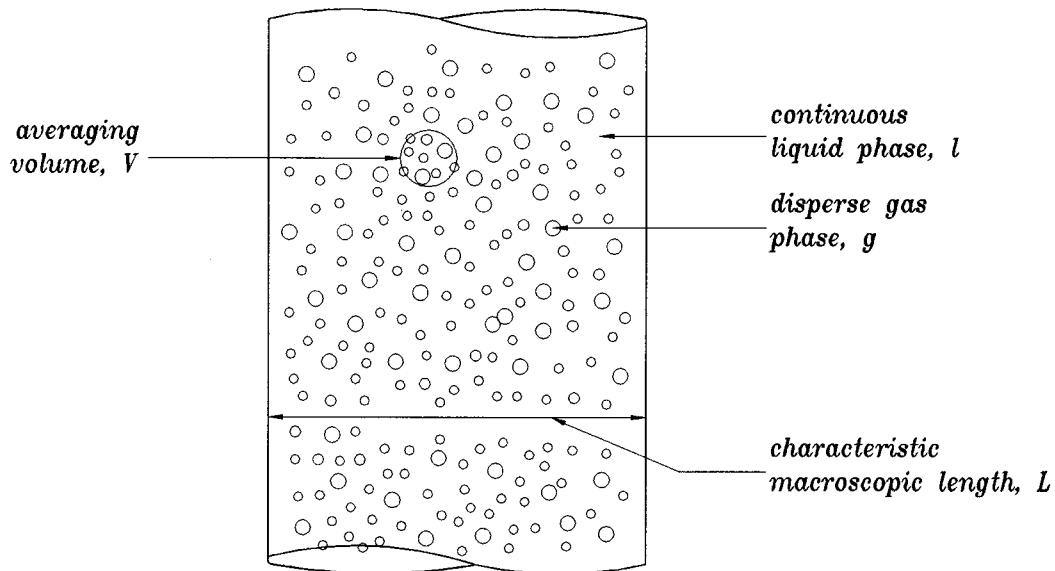 averaging
volume, V
continuous
liquid phase, l
disperse gas
phase, g
characteristic
macroscopic length, L